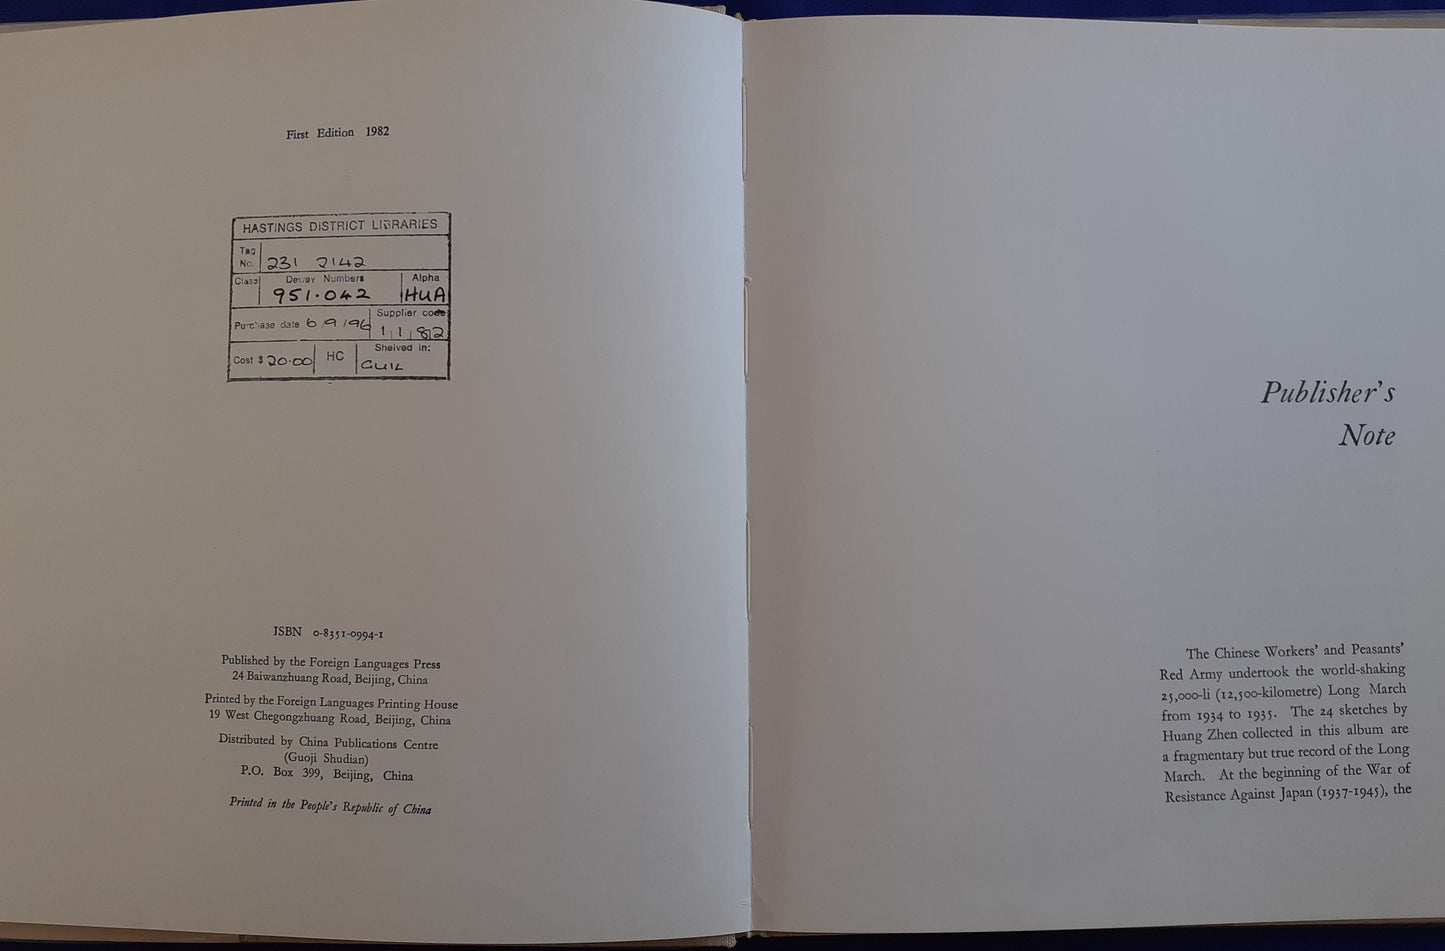 First Edition 1982
HASTINGS DISTRICT LIBRARIES
Tag
No. 231 2142
Class Dewey Numbers Alpha
951.042 HUA
Purchase date 6/9/96 Supplier code
1 1 82
Cost $ 20.00 HC Shelved in:
GUIL
ISBN 0-8351-0994-1
Published by the Foreign Languages Press
24 Baiwanzhuang Road, Beijing, China
Printed by the Foreign Languages Printing House
19 West Chegongzhuang Road, Beijing, China
Distributed by China Publications Centre
(Guoji Shudian)
P.O. Box 399, Beijing, China
Printed in the People's Republic of China
Publisher's
Note
The Chinese Workers' and Peasants'
Red Army undertook the world-shaking
25,000-li (12,500-kilometre) Long March
from 1934 to 1935. The 24 sketches by
Huang Zhen collected in this album are
a fragmentary but true record of the Long
March. At the beginning of the War of
Resistance Against Japan (1937-1945), the